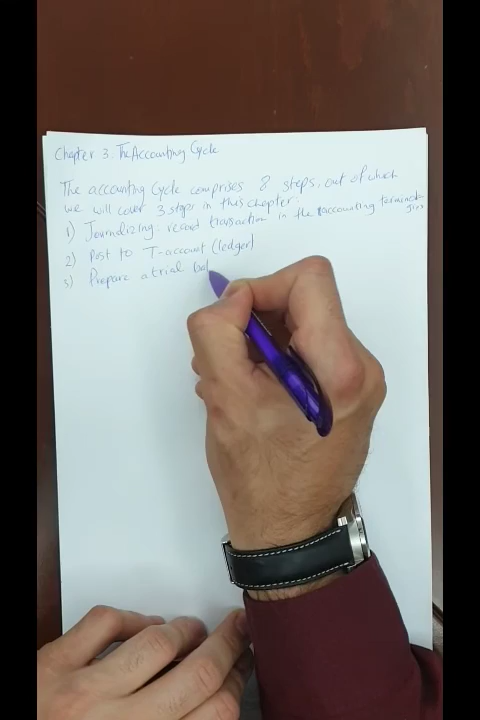 Chapter 3: The Accounting Cycle
The accounting Cycle comprises 8 steps, out of which
we will cover 3 steps in this chapter:
1) Journalizing: record transaction in the accounting
2) Post to T-account (ledger)
3) Prepare a trial bal